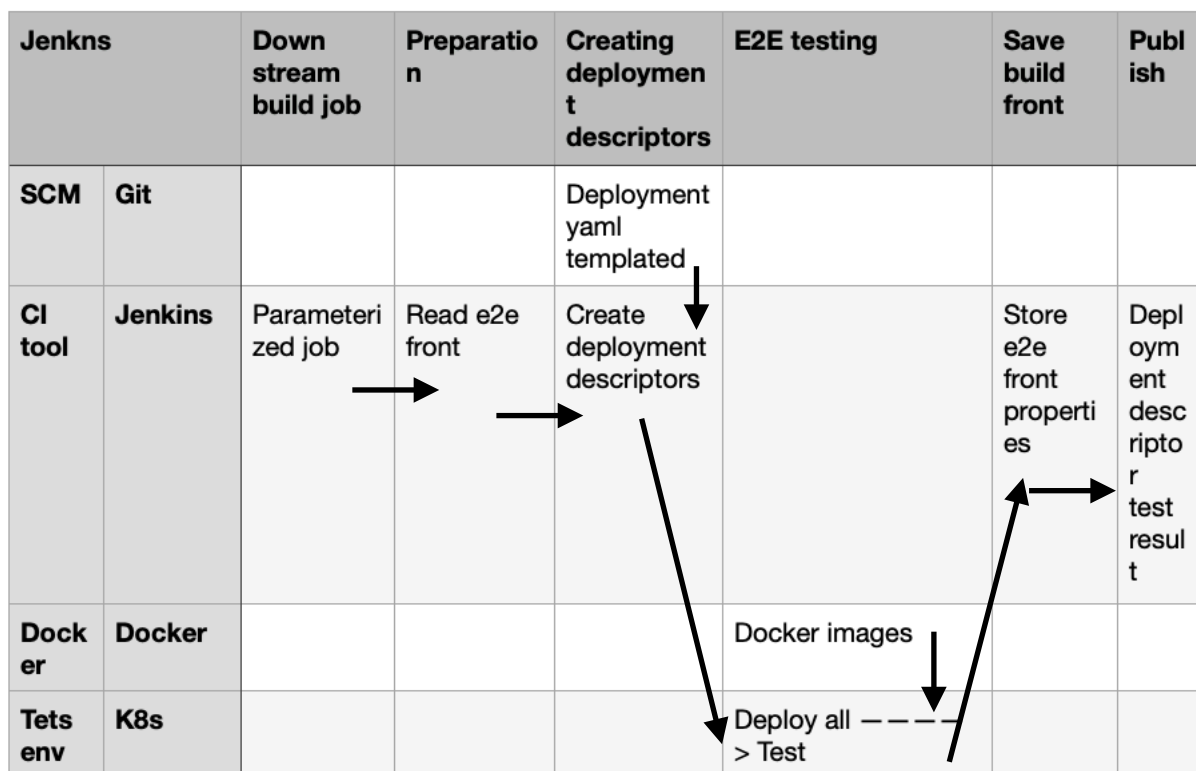 Jenkns
Down
stream
build job
Preparatio
n
Creating
deploymen
t
descriptors
E2E testing
Save
build
front
Publ
ish
SCM
Git
Deployment
yaml
templated
CI
tool
Jenkins
Parameteri
zed job
Read e2e
front
Create
deployment
descriptors
Store
e2e
front
properti
es
Depl
oym
ent
desc
ripto
r
test
resul
t
Dock
er
Docker
Docker images
Tets
env
K8s
Deploy all ————
> Test